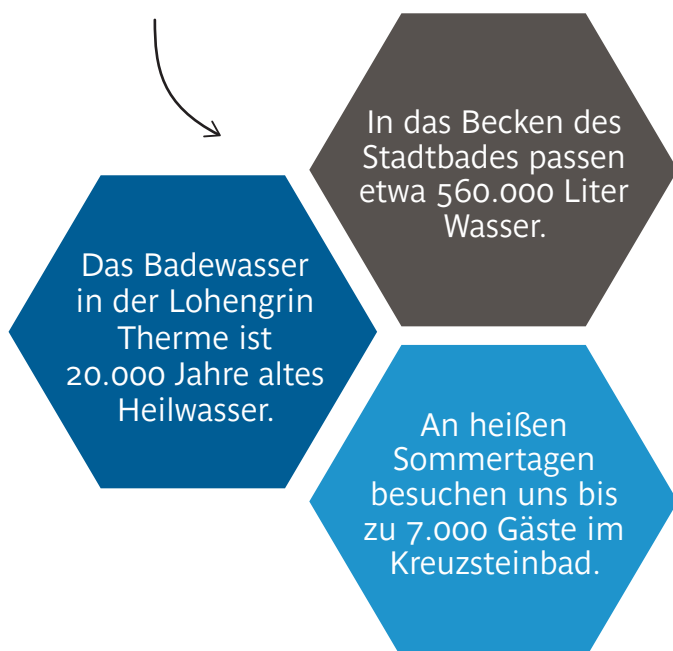 In das Becken des
Stadtbades passen
etwa 560.000 Liter
Wasser.
Das Badewasser
in der Lohengrin
Therme ist
20.000 Jahre altes
Heilwasser.
An heißen
Sommertagen
besuchen uns bis
zu 7.000 Gäste im
Kreuzsteinbad.